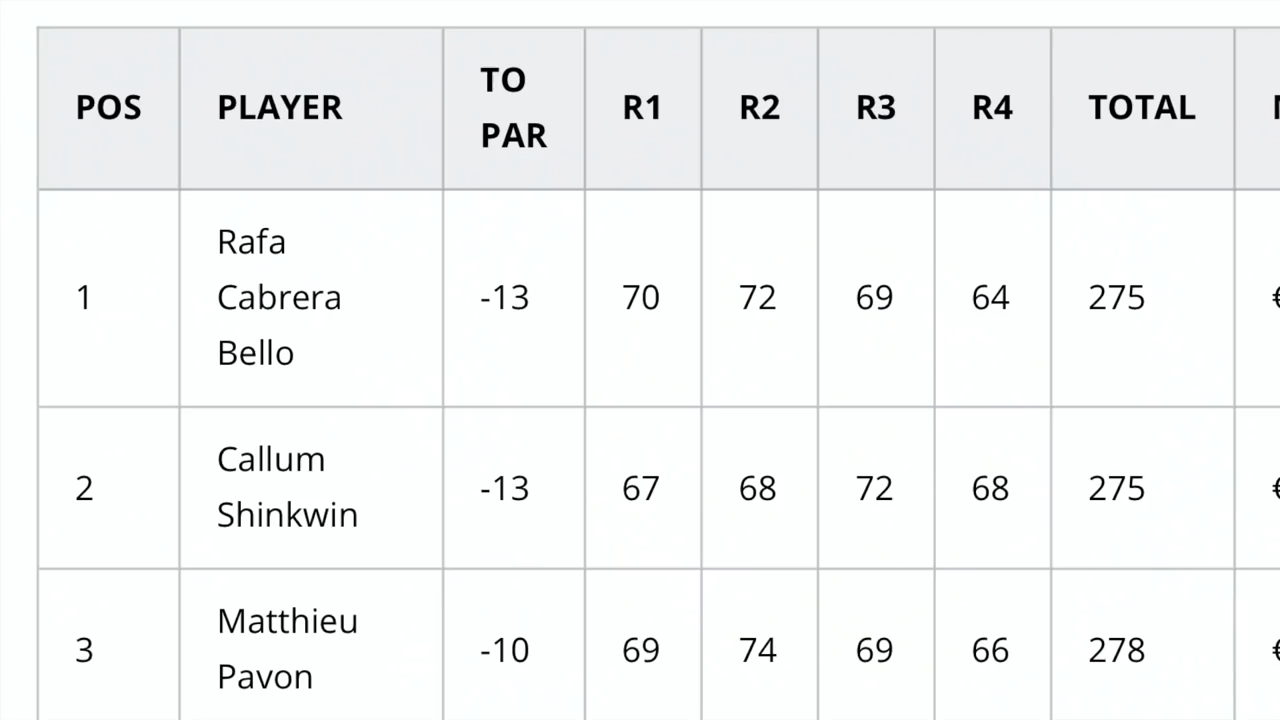 POS PLAYER TO PAR R1 R2 R3 R4 TOTAL
1 Rafa Cabrera Bello -13 70 72 69 64 275 €
2 Callum Shinkwin -13 67 68 72 68 275 €
3 Matthieu Pavon -10 69 74 69 66 278 €